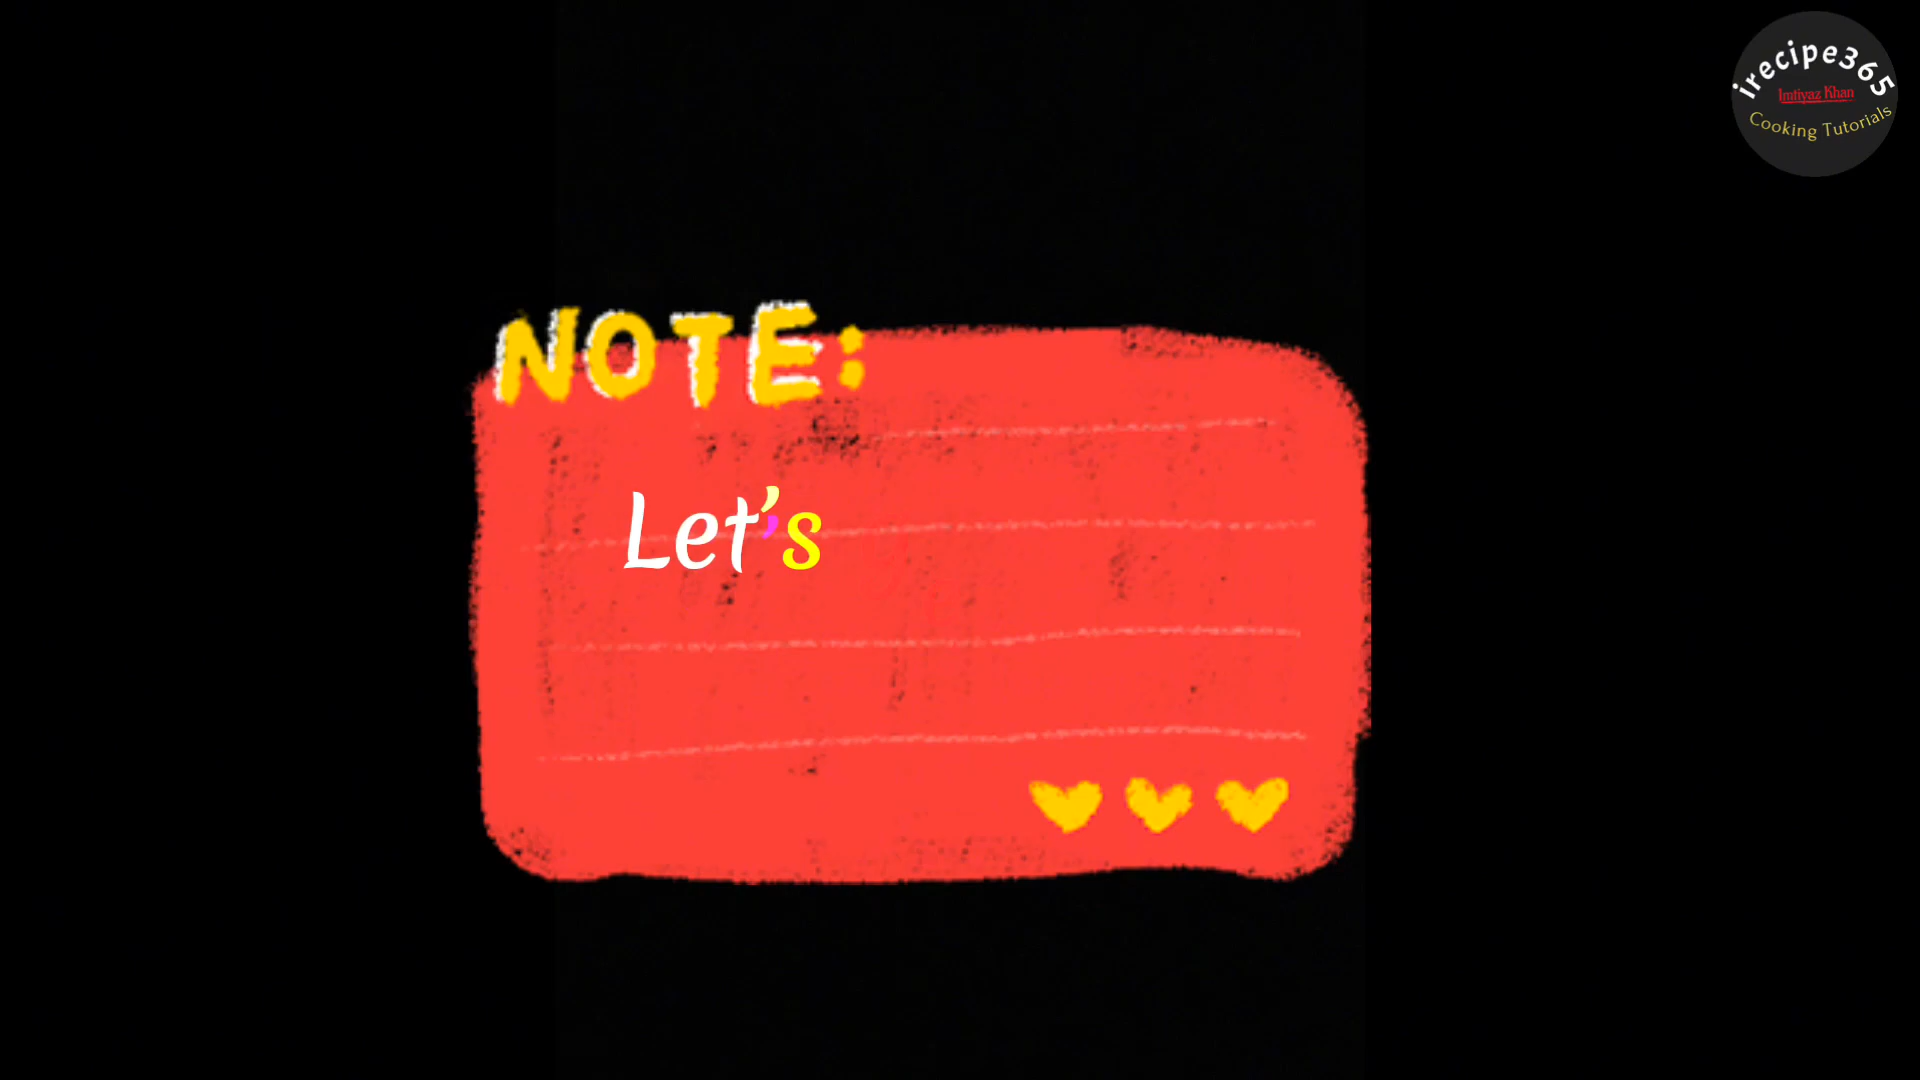 irecipe365
Imtiyaz Khan
Cooking Tutorials
NOTE:
Let's